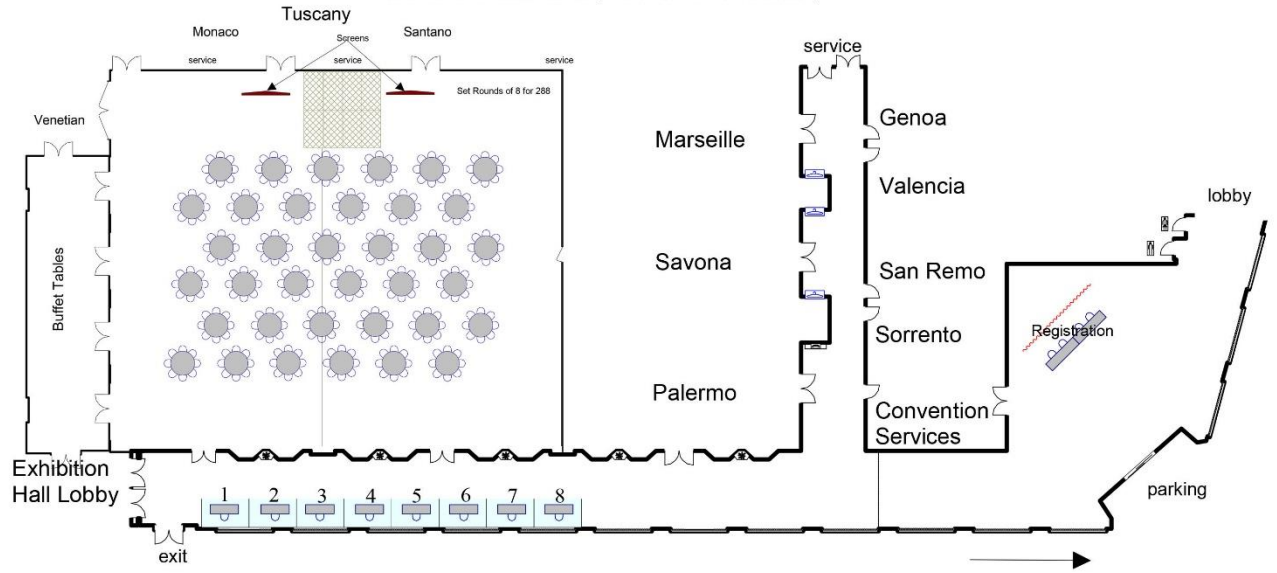 Tuscany
Monaco
Santano
Screens
service
service
service
service
Set Rounds of 8 for 288
Venetian
Buffet Tables
Marseille
Savona
Palermo
Genoa
Valencia
San Remo
Sorrento
Convention
Services
lobby
Registration
parking
Exhibition
Hall Lobby
1 2 3 4 5 6 7 8
exit